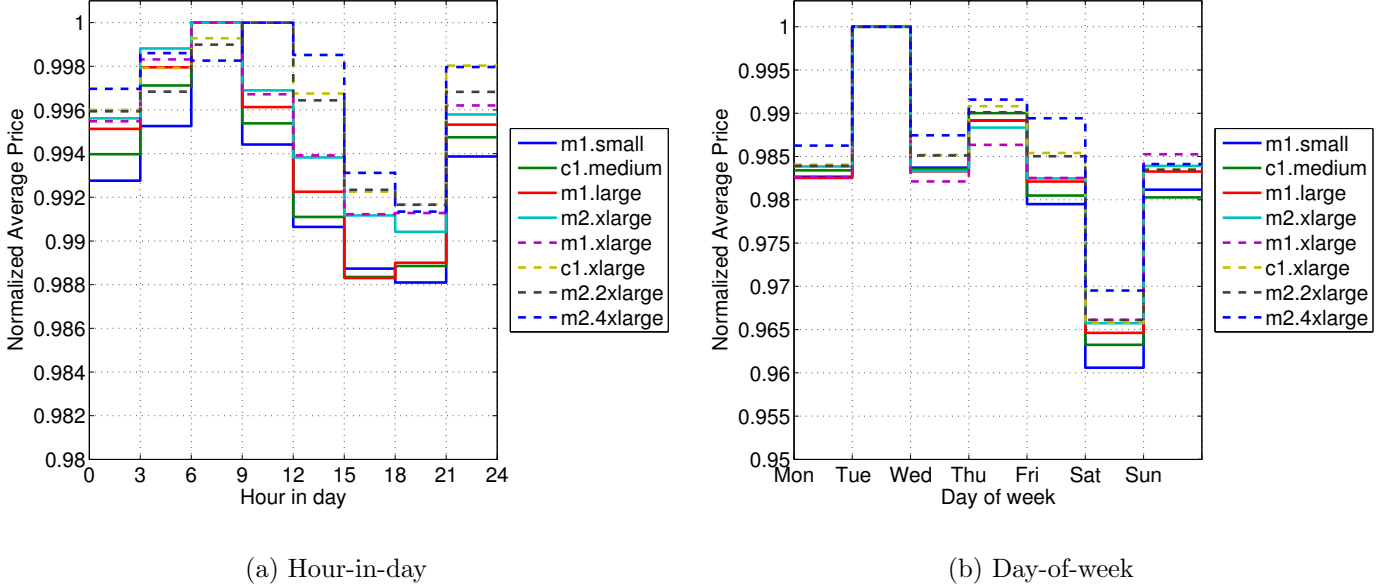 1
0.998
0.996
0.994
0.992
0.99
0.988
0.986
0.984
0.982
0.98
Normalized Average Price
0 3 6 9 12 15 18 21 24
Hour in day
m1.small
c1.medium
m1.large
m2.xlarge
m1.xlarge
c1.xlarge
m2.2xlarge
m2.4xlarge
(a) Hour-in-day
1
0.995
0.99
0.985
0.98
0.975
0.97
0.965
0.96
0.955
0.95
Normalized Average Price
Mon Tue Wed Thu Fri Sat Sun
Day of week
m1.small
c1.medium
m1.large
m2.xlarge
m1.xlarge
c1.xlarge
m2.2xlarge
m2.4xlarge
(b) Day-of-week